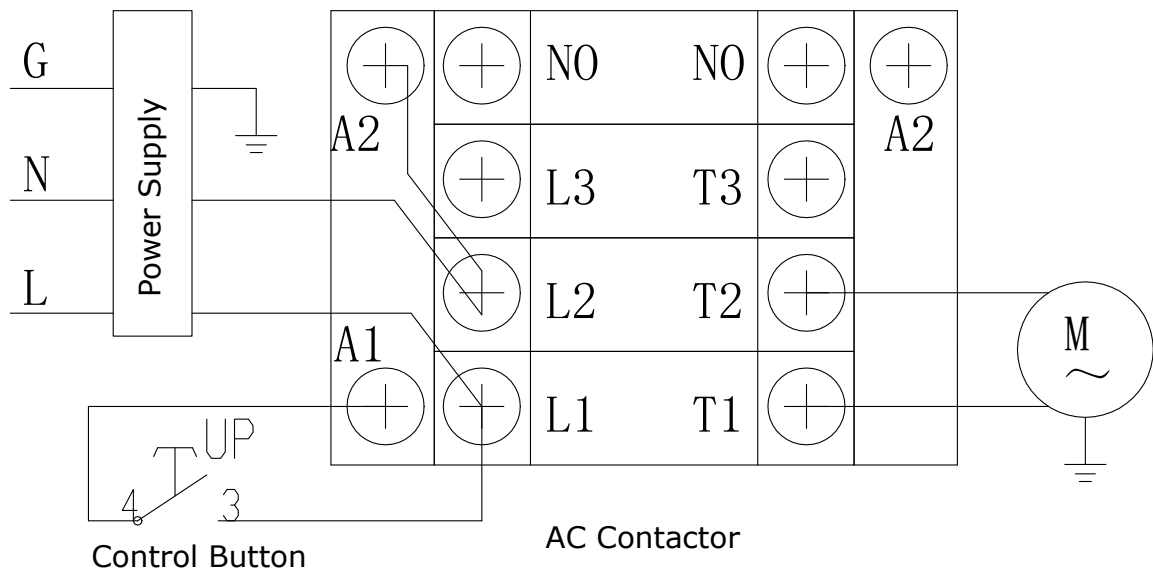 G
N
L
Power Supply
A2
NO NO
A2
L3 T3
L2 T2
A1
L1 T1
M
~
UP
4 3
Control Button
AC Contactor